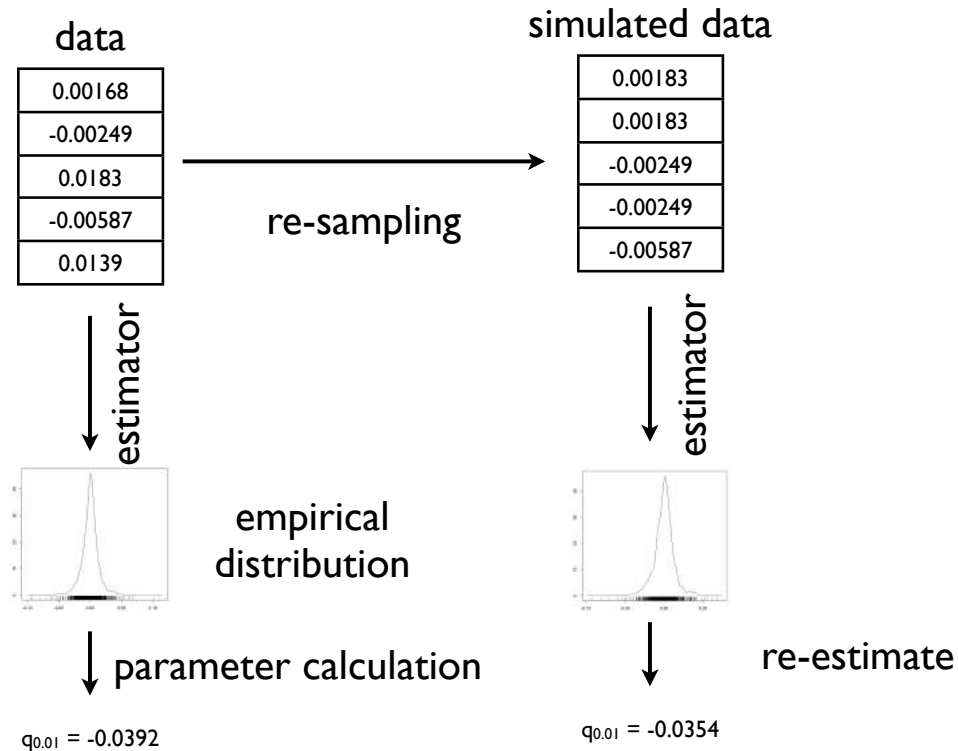 data
0.00168
-0.00249
0.0183
-0.00587
0.0139
re-sampling
simulated data
0.00183
0.00183
-0.00249
-0.00249
-0.00587
estimator
estimator
empirical
distribution
parameter calculation
re-estimate
q0.01 = -0.0392
q0.01 = -0.0354